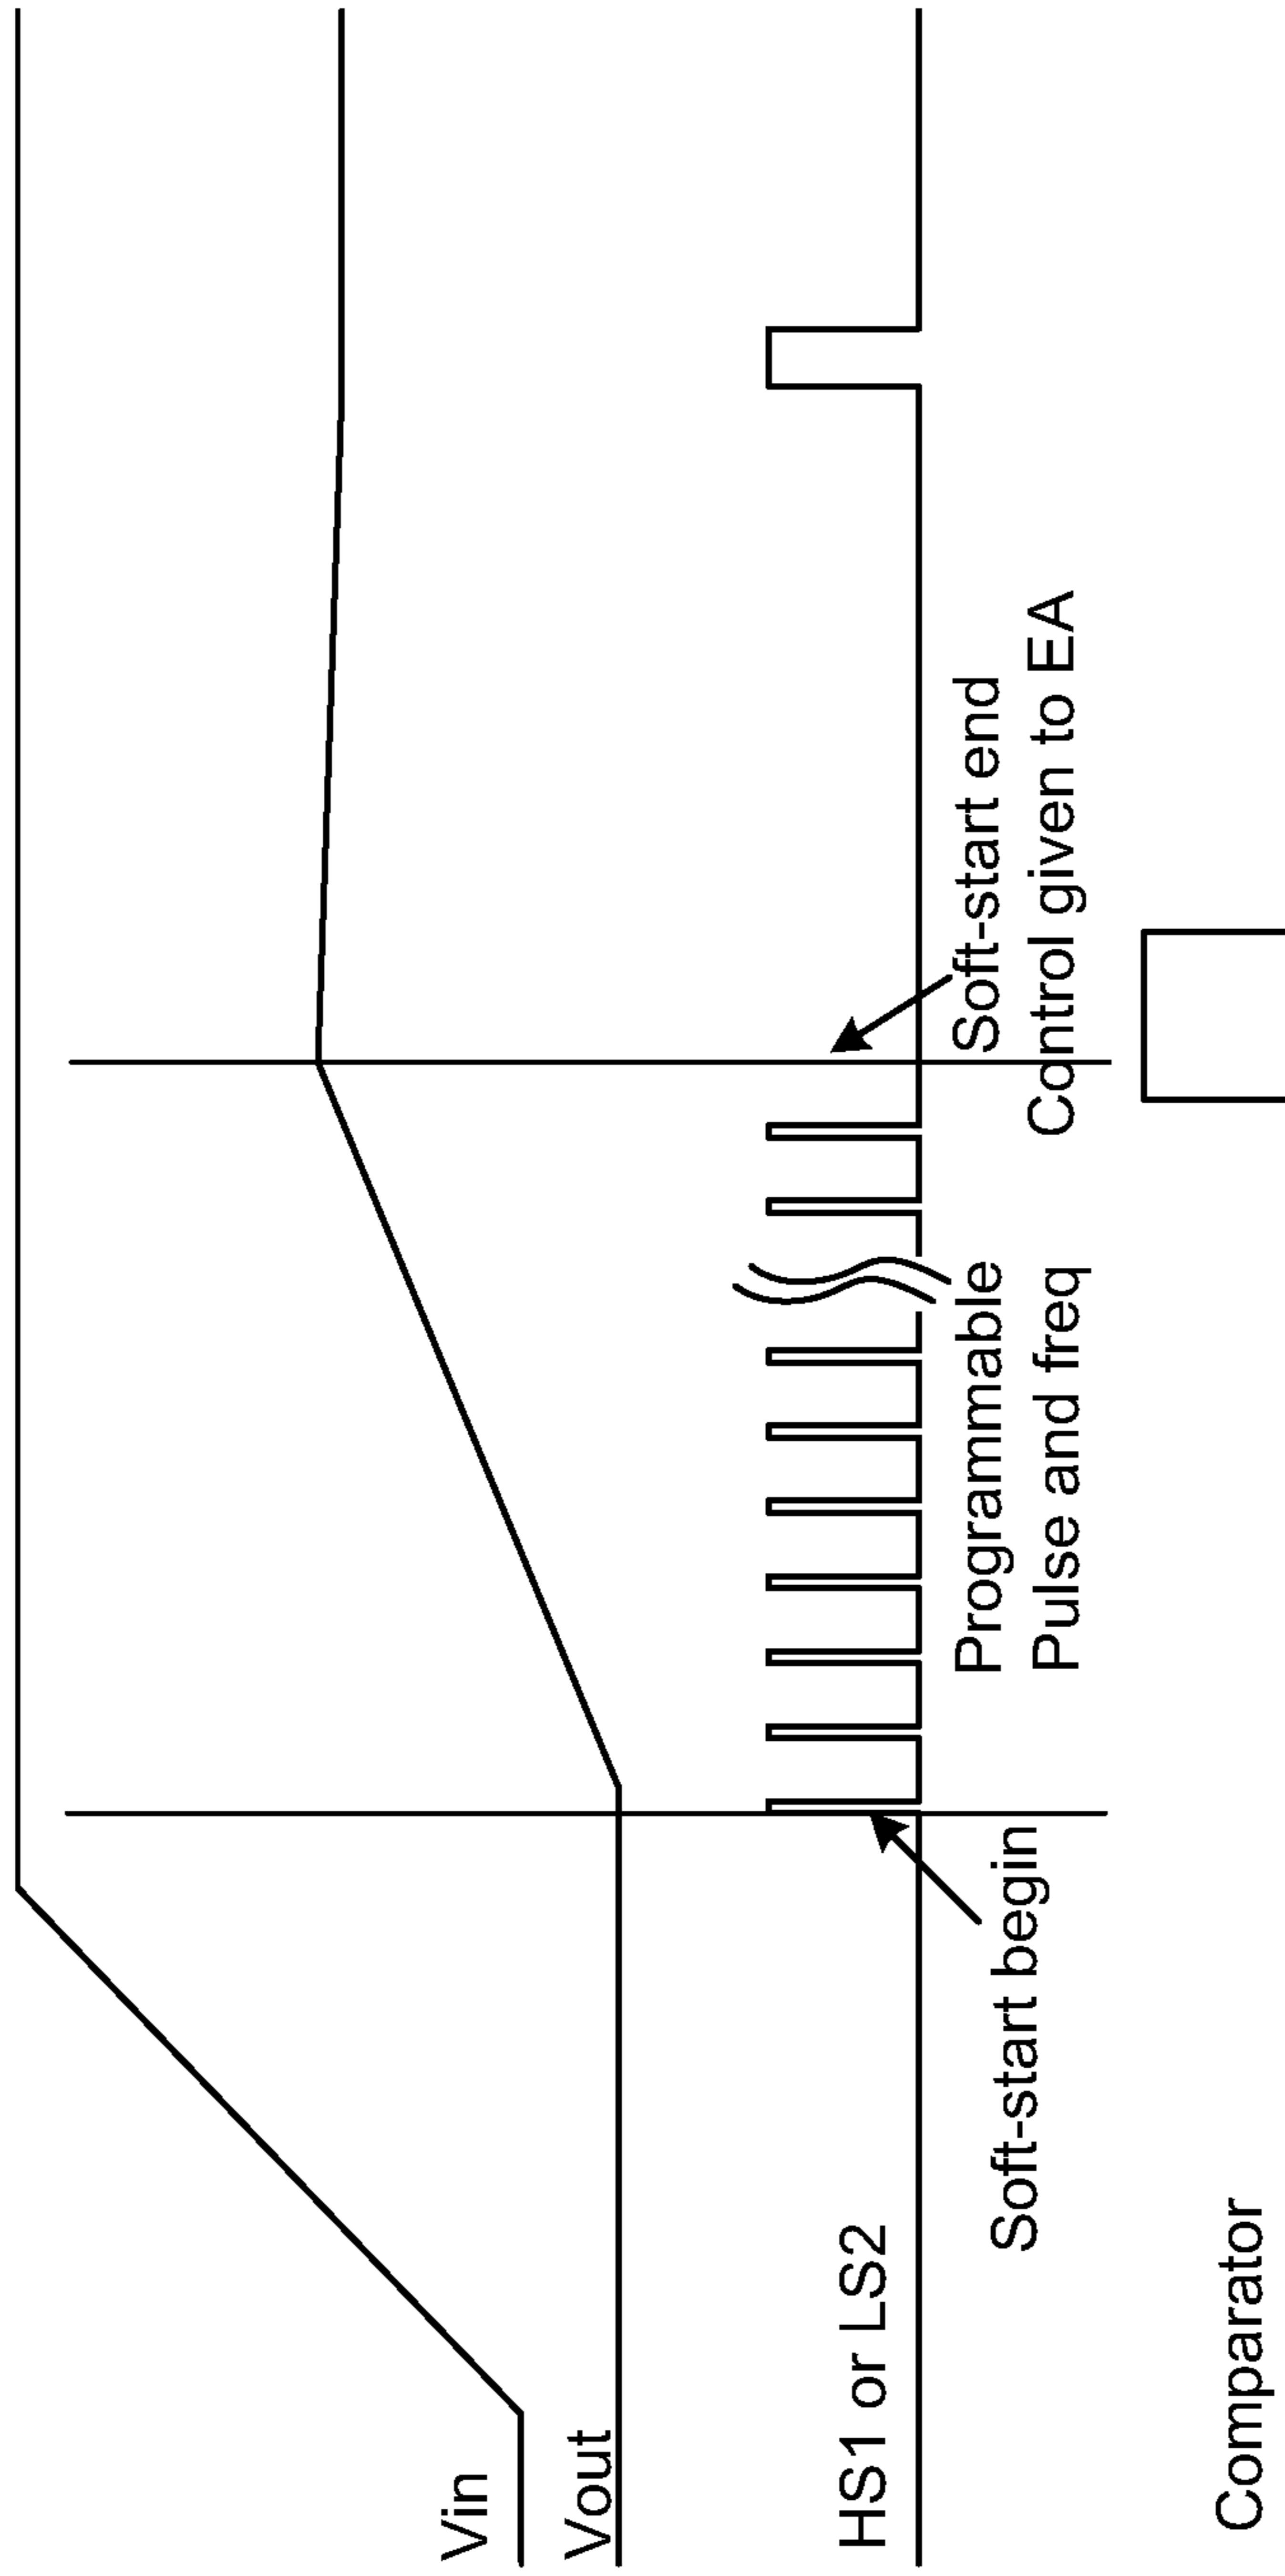 Vin
Vout
HS1 or LS2
Soft-start begin
Programmable
Pulse and freq
Soft-start end
Control given to EA
Comparator